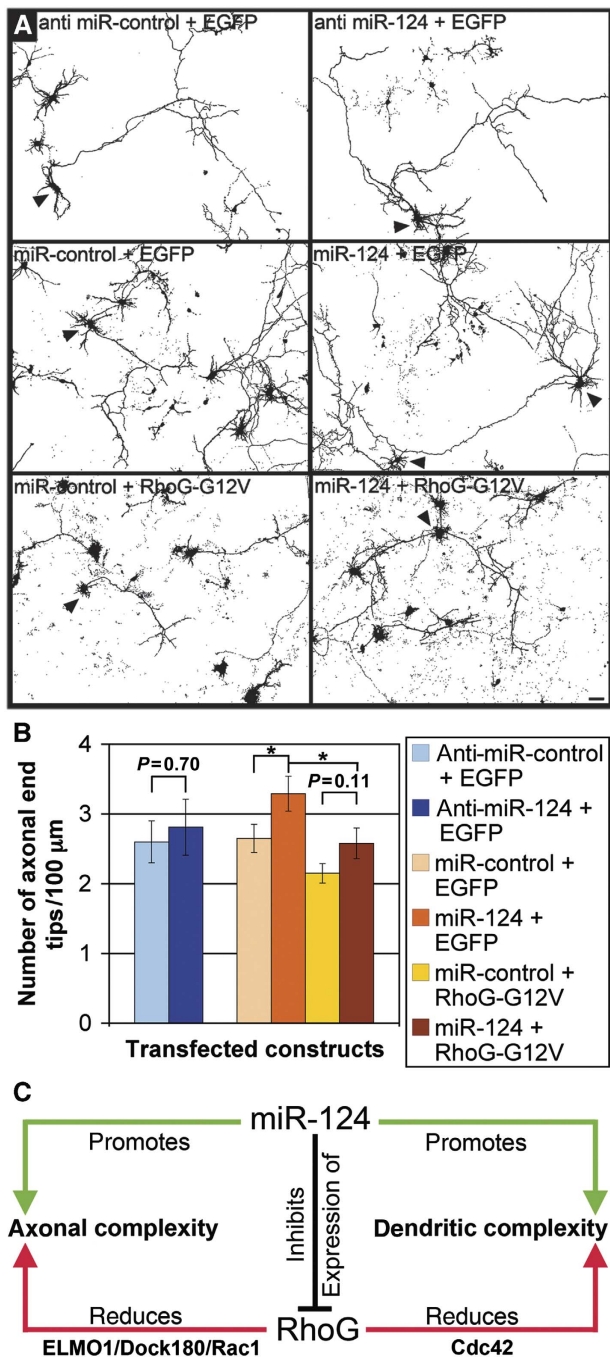 A
anti miR-control + EGFP
anti miR-124 + EGFP
miR-control + EGFP
miR-124 + EGFP
miR-control + RhoG-G12V
miR-124 + RhoG-G12V
B
4
3
2
1
0
Number of axonal end
tips/100 µm
P=0.70
*
*
P=0.11
Transfected constructs
Anti-miR-control
+ EGFP
Anti-miR-124 +
EGFP
miR-control +
EGFP
miR-124 +
EGFP
miR-control +
RhoG-G12V
miR-124 +
RhoG-G12V
C
miR-124
Promotes
Promotes
Axonal complexity
Inhibits
Expression of
Dendritic complexity
Reduces
RhoG
Reduces
ELMO1/Dock180/Rac1
Cdc42